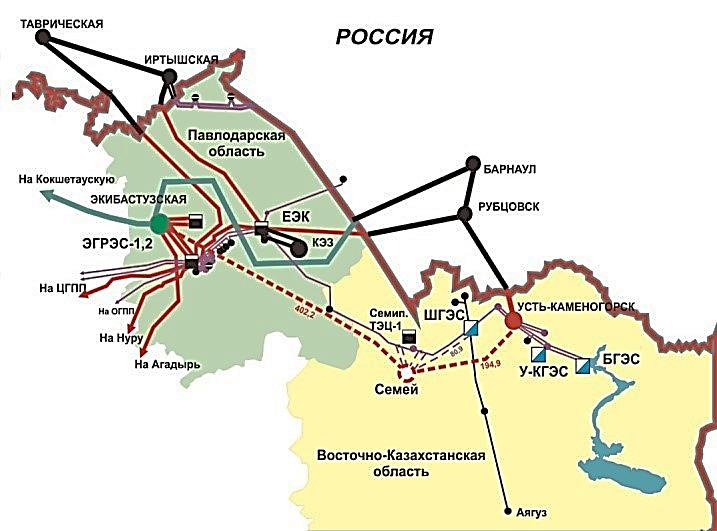 ТАВРИЧЕСКАЯ
РОССИЯ
ИРТЫШСКАЯ
Павлодарская
область
БАРНАУЛ
На Кокшетаускую
ЭКИБАСТУЗСКАЯ
РУБЦОВСК
ЕЭК
ЭГРЭС-1,2
КЭЗ
На ЦГПП
На ОГПП
402,2
Семип.
ТЭЦ-1
ШГЭС
УСТЬ-КАМЕНОГОРСК
На Нуру
80,9
На Агадырь
194,9
У-КГЭС
БГЭС
Семей
Восточно-Казахстанская
область
Аягуз